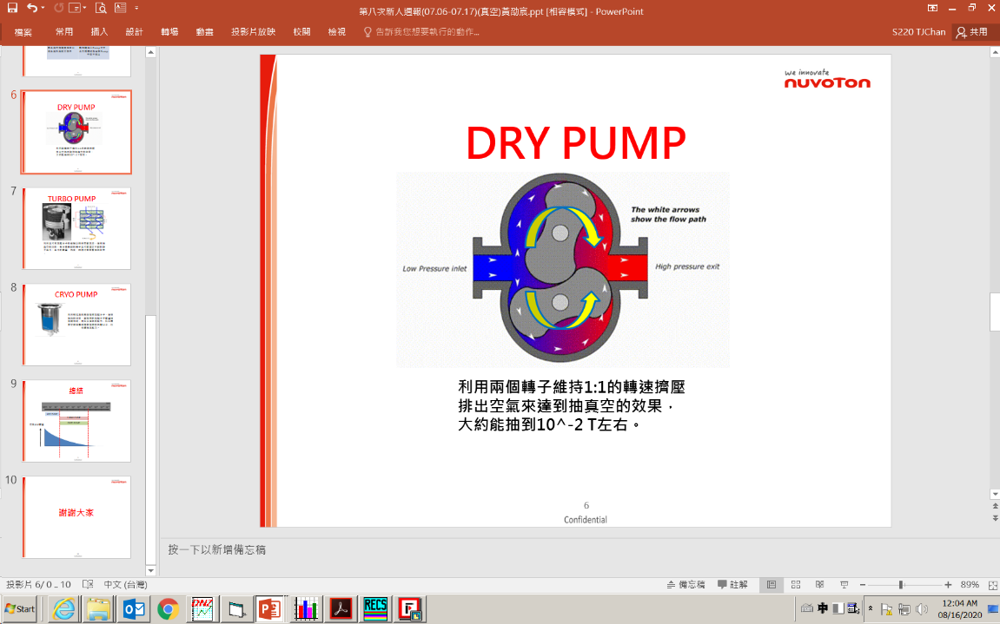 第八次新人週報(07.06-07.17)(真空)黃劭宸.ppt [相容模式] - PowerPoint
檔案 常用 插入 設計 轉場 動畫 投影片放映 校閱 檢視 告訴我您想要執行的動作...
S220 TJChan 共用
6
DRY PUMP
7
TURBO PUMP
8
CRYO PUMP
9
總結
10
謝謝大家
we innovate
nuvoTon
DRY PUMP
The white arrows
show the flow path
Low Pressure inlet
High pressure exit
利用兩個轉子維持1:1的轉速擠壓
排出空氣來達到抽真空的效果，
大約能抽到10^-2 T左右。
6
Confidential
按一下以新增備忘稿
投影片 6/ 0 .. 10 中文 (台灣)
備忘稿 註解 89%
Start
RECS
中
12:04 AM
08/16/2020